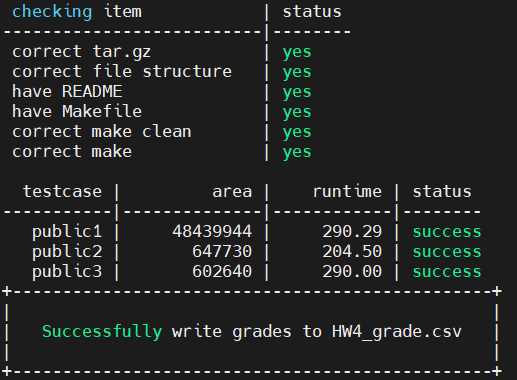 checking item            | status
-------------------------|--------
correct tar.gz           | yes
correct file structure   | yes
have README              | yes
have Makefile            | yes
correct make clean       | yes
correct make             | yes
  testcase |         area |    runtime | status
-----------|--------------|------------|--------
   public1 |     48439944 |     290.29 | success
   public2 |       647730 |     204.50 | success
   public3 |       602640 |     290.00 | success
+-----------------------------------------------+
|                                               |
|   Successfully write grades to HW4_grade.csv  |
|                                               |
+-----------------------------------------------+